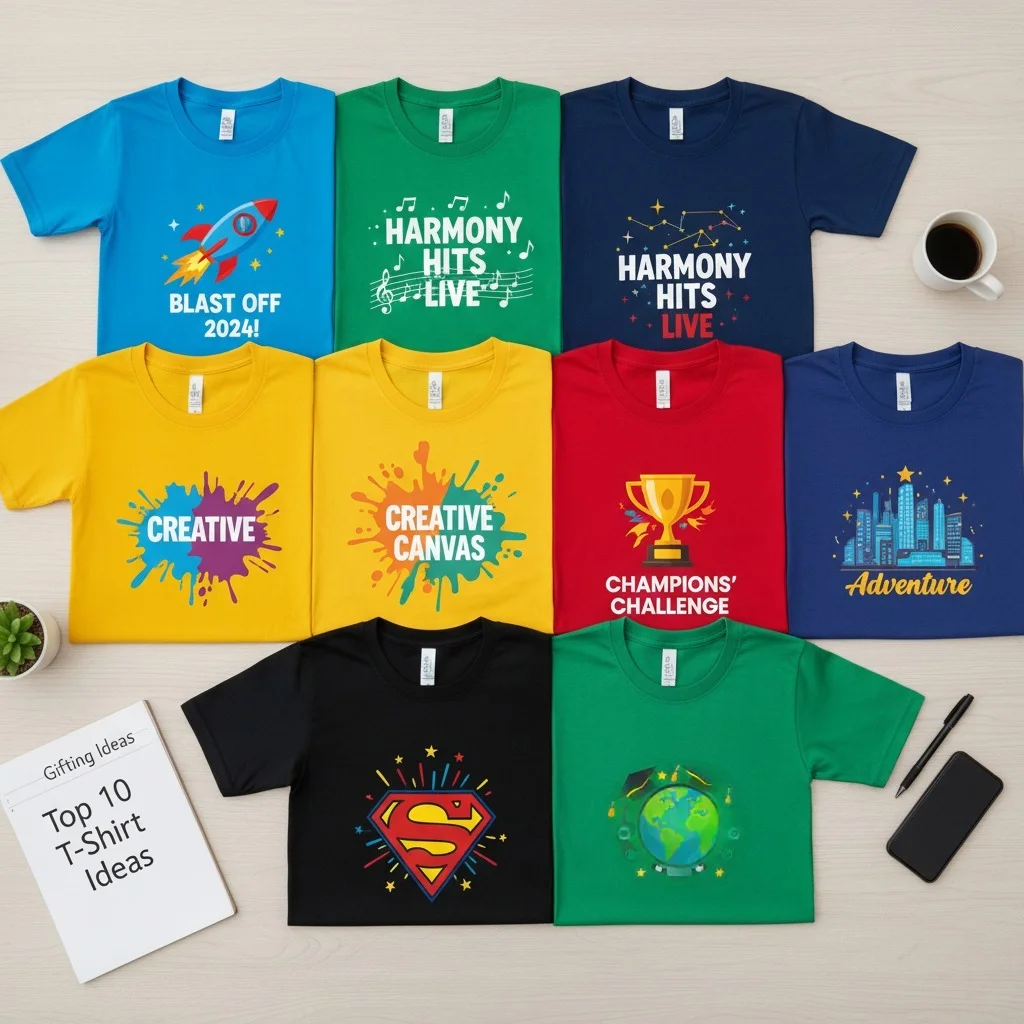 BLAST OFF
2024!
HARMONY
HITS
LIVE
HARMONY
HITS
LIVE
CREATIVE
CREATIVE
CANVAS
CHAMPIONS'
CHALLENGE
Adventure
S
Gifting Ideas
Top 10
T-Shirt
Ideas